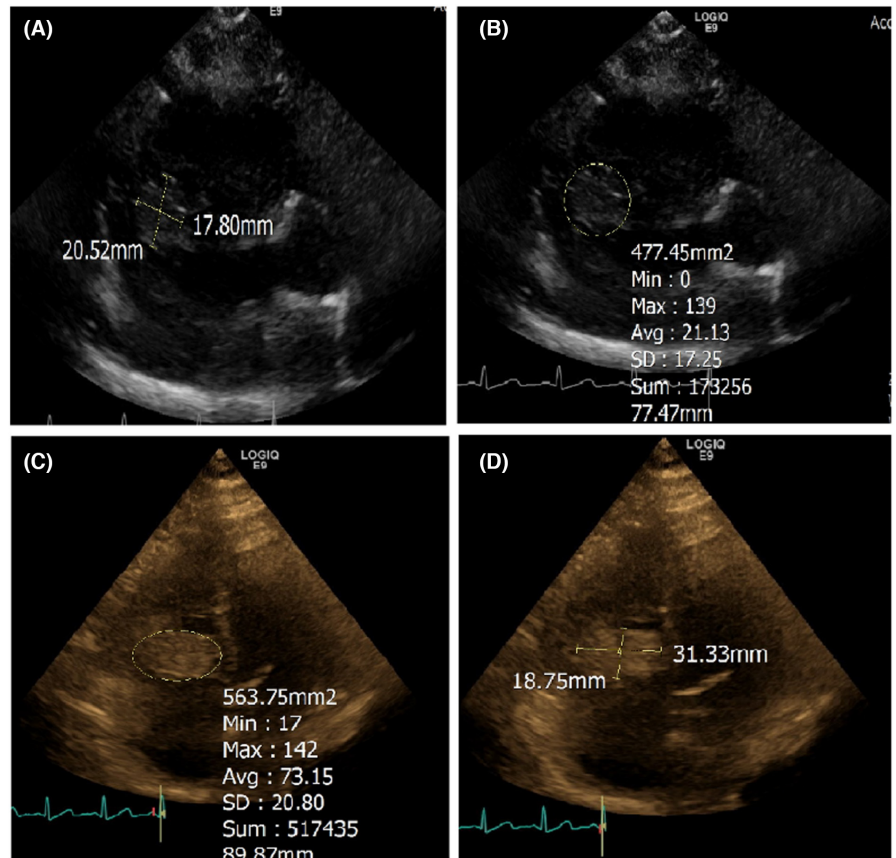 (A)
E9
17.80mm
20.52mm
(B)
LOGIQ
E9
Acc
477.45mm2
Min : 0
Max : 139
Avg : 21.13
SD : 17.25
Sum : 173256
77.47mm
(C)
LOGIQ
E9
563.75mm2
Min : 17
Max : 142
Avg : 73.15
SD : 20.80
Sum : 517435
89.87mm
(D)
LOGIQ
E9
31.33mm
18.75mm